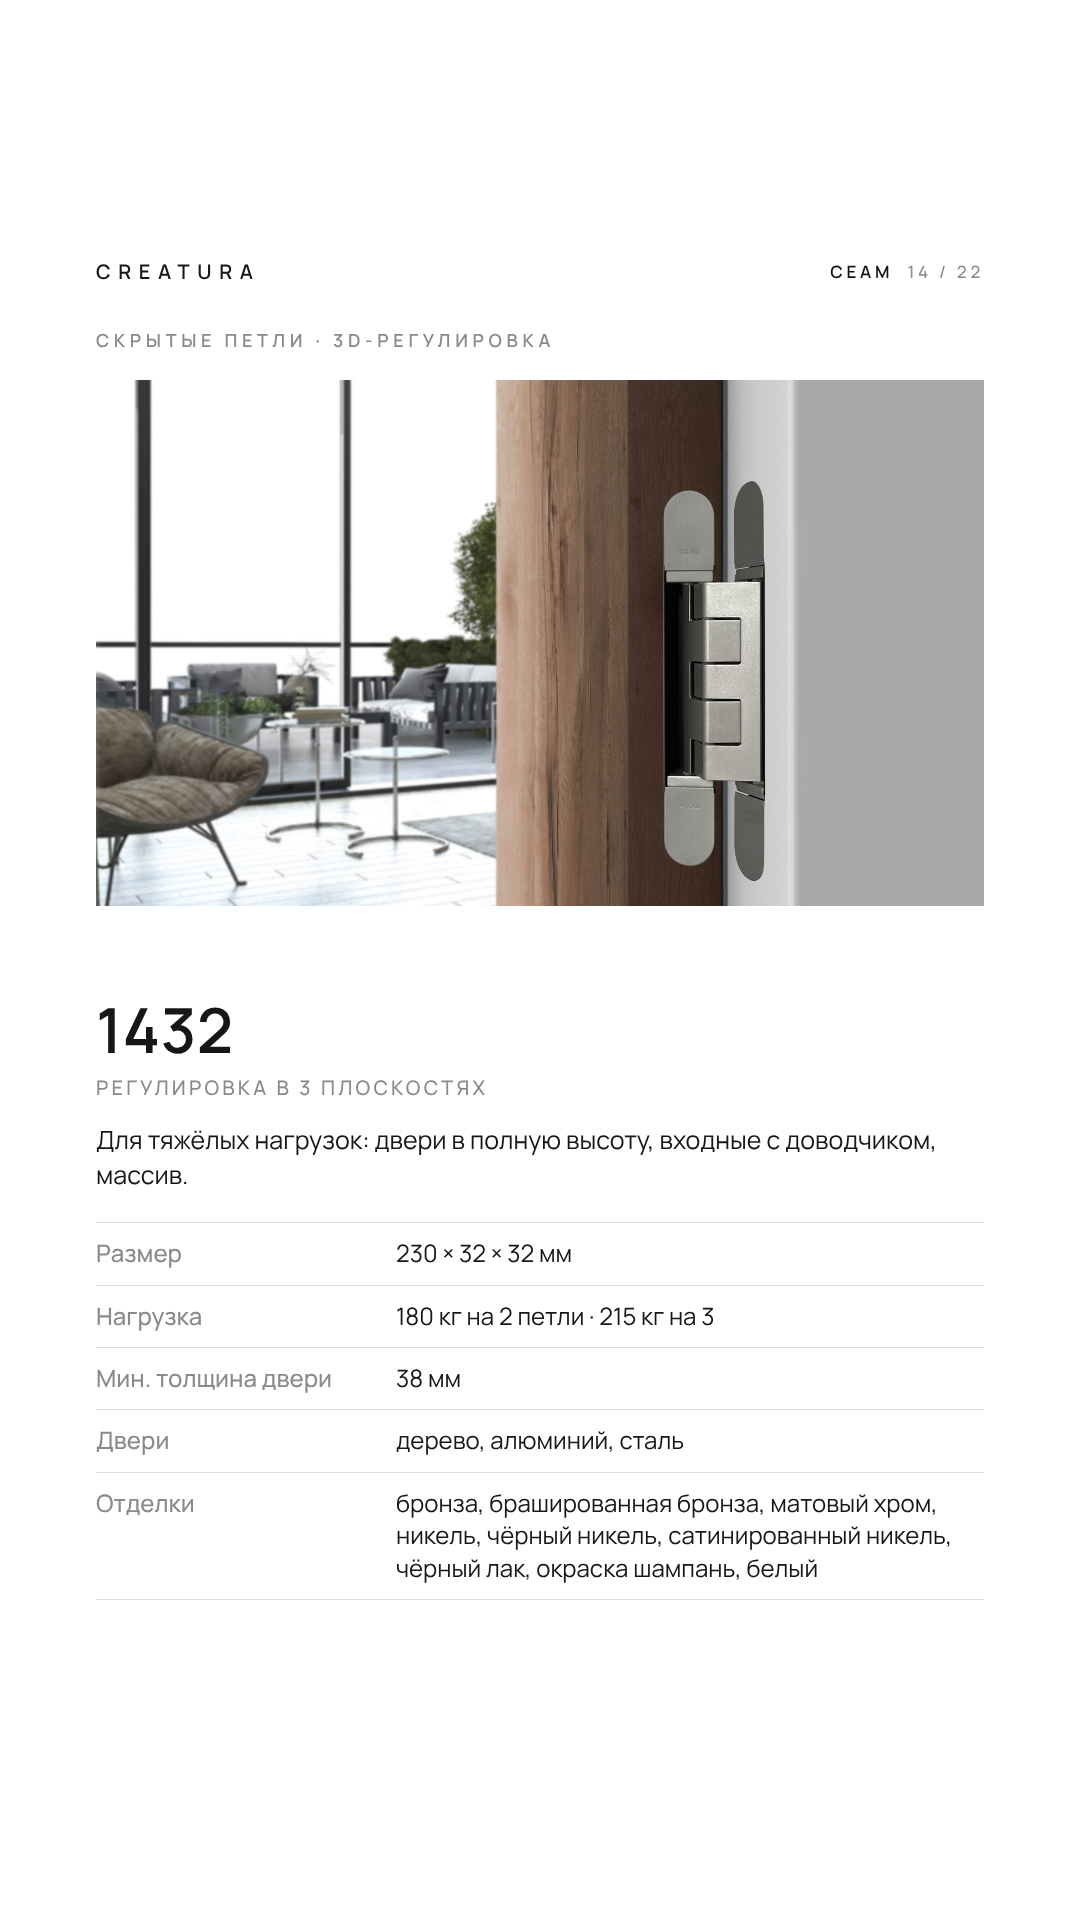 CREATURA
CEAM 14 / 22
СКРЫТЫЕ ПЕТЛИ · 3D-РЕГУЛИРОВКА
1432
РЕГУЛИРОВКА В 3 ПЛОСКОСТЯХ
Для тяжёлых нагрузок: двери в полную высоту, входные с доводчиком,
массив.
Размер 230 × 32 × 32 мм
Нагрузка 180 кг на 2 петли · 215 кг на 3
Мин. толщина двери 38 мм
Двери дерево, алюминий, сталь
Отделки бронза, брашированная бронза, матовый хром,
никель, чёрный никель, сатинированный никель,
чёрный лак, окраска шампань, белый